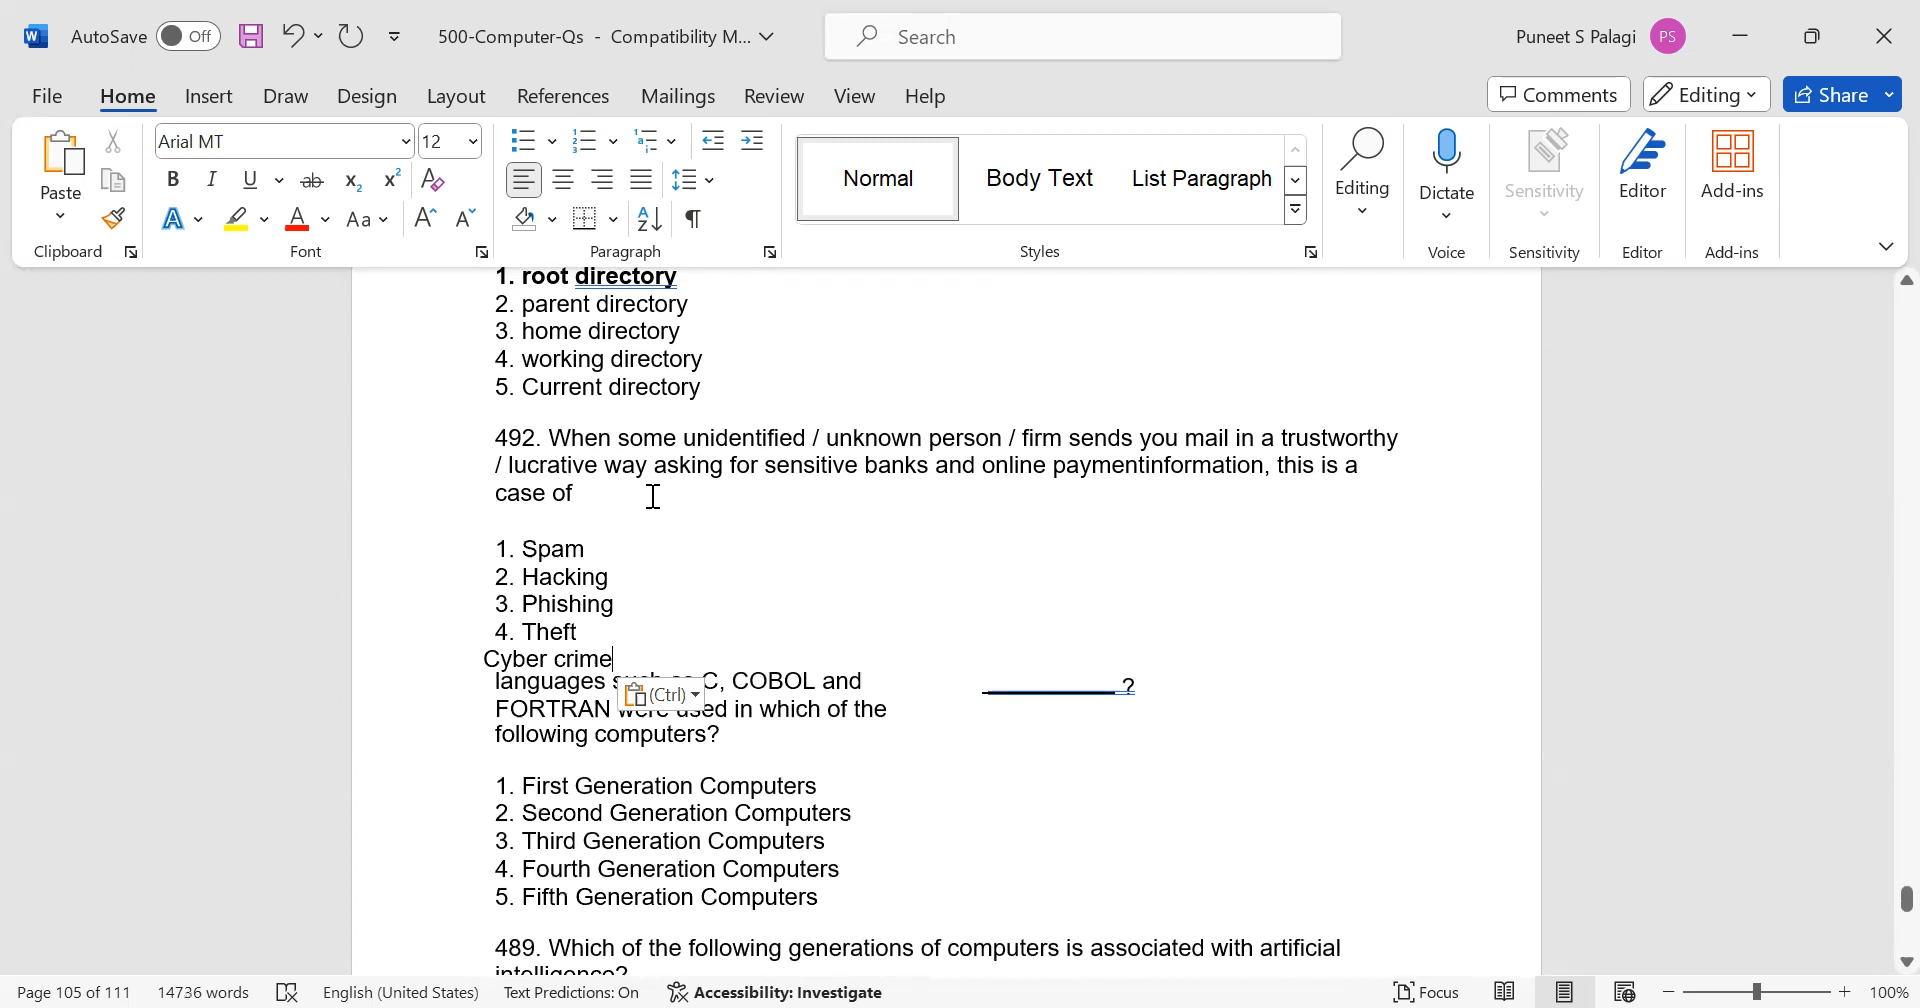 AutoSave Off 500-Computer-Qs - Compatibility M... Search Puneet S Palagi PS
File Home Insert Draw Design Layout References Mailings Review View Help Comments Editing Share
Arial MT 12
Paste
Normal Body Text List Paragraph
Editing Dictate Sensitivity Editor Add-ins
Clipboard Font Paragraph Styles Voice Sensitivity Editor Add-ins
1. root directory
2. parent directory
3. home directory
4. working directory
5. Current directory
492. When some unidentified / unknown person / firm sends you mail in a trustworthy
/ lucrative way asking for sensitive banks and online paymentinformation, this is a
case of
1. Spam
2. Hacking
3. Phishing
4. Theft
Cyber crime
languages such as C, COBOL and
____________?
(Ctrl)
FORTRAN were used in which of the
following computers?
1. First Generation Computers
2. Second Generation Computers
3. Third Generation Computers
4. Fourth Generation Computers
5. Fifth Generation Computers
489. Which of the following generations of computers is associated with artificial
intelligence?
Page 105 of 111 14736 words English (United States) Text Predictions: On Accessibility: Investigate Focus 100%